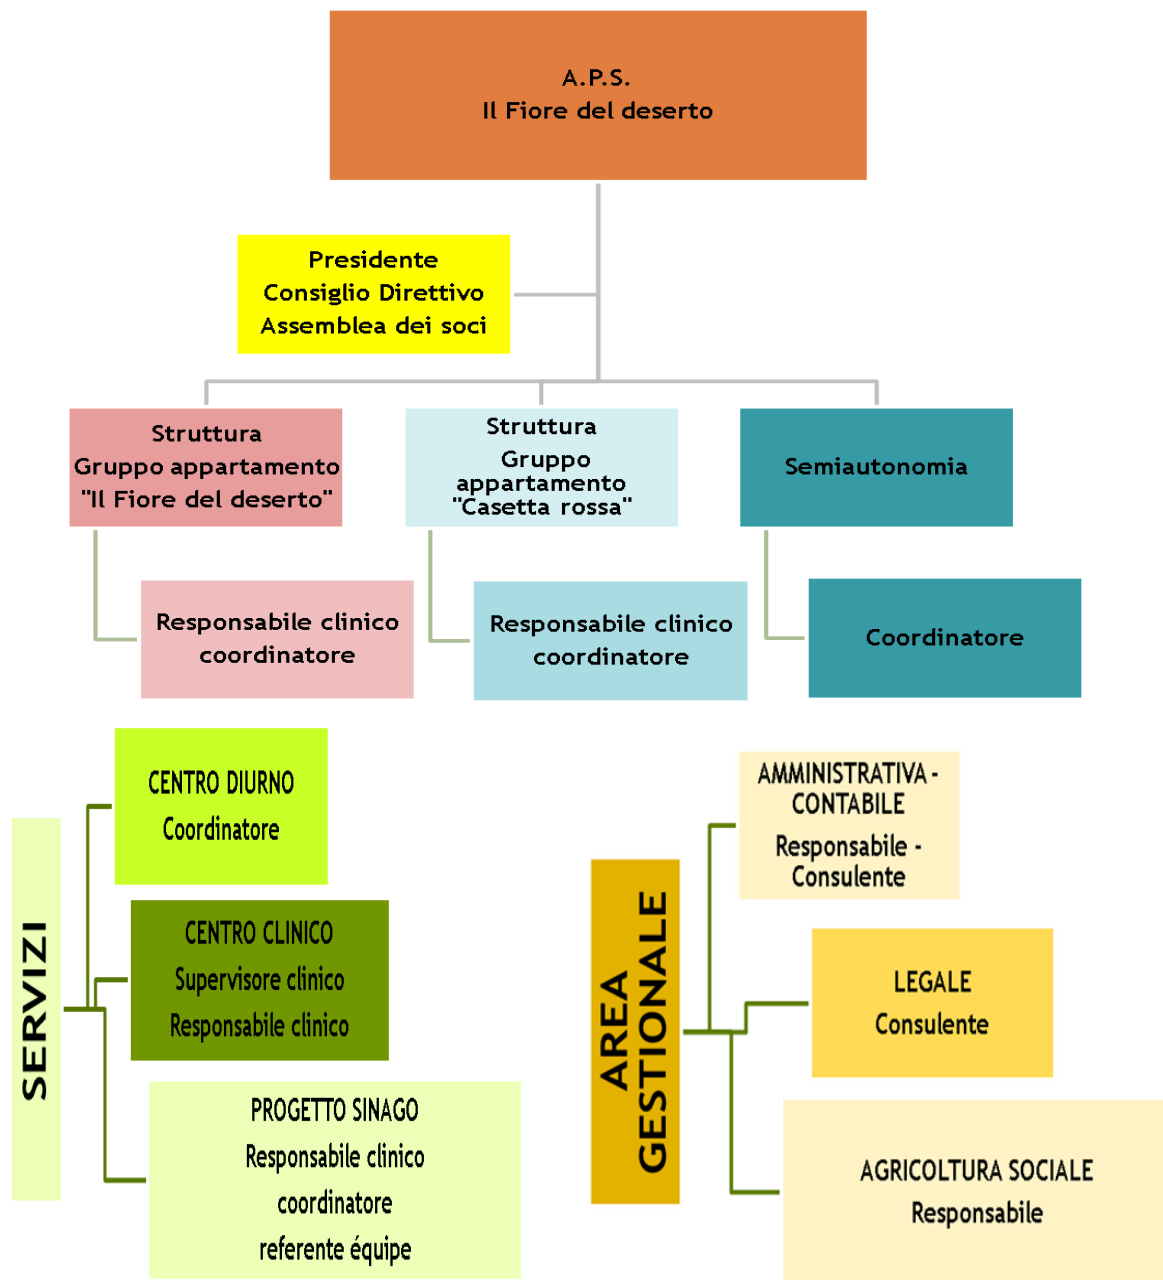 A.P.S.
Il Fiore del deserto
Presidente
Consiglio Direttivo
Assemblea dei soci
Struttura
Gruppo appartamento
"Il Fiore del deserto"
Struttura
Gruppo
appartamento
"Casetta rossa"
Semiautonomia
Responsabile clinico
coordinatore
Responsabile clinico
coordinatore
Coordinatore
SERVIZI
CENTRO DIURNO
Coordinatore
CENTRO CLINICO
Supervisore clinico
Responsabile clinico
PROGETTO SINAGO
Responsabile clinico
coordinatore
referente équipe
AREA
GESTIONALE
AMMINISTRATIVA -
CONTABILE
Responsabile -
Consulente
LEGALE
Consulente
AGRICOLTURA SOCIALE
Responsabile